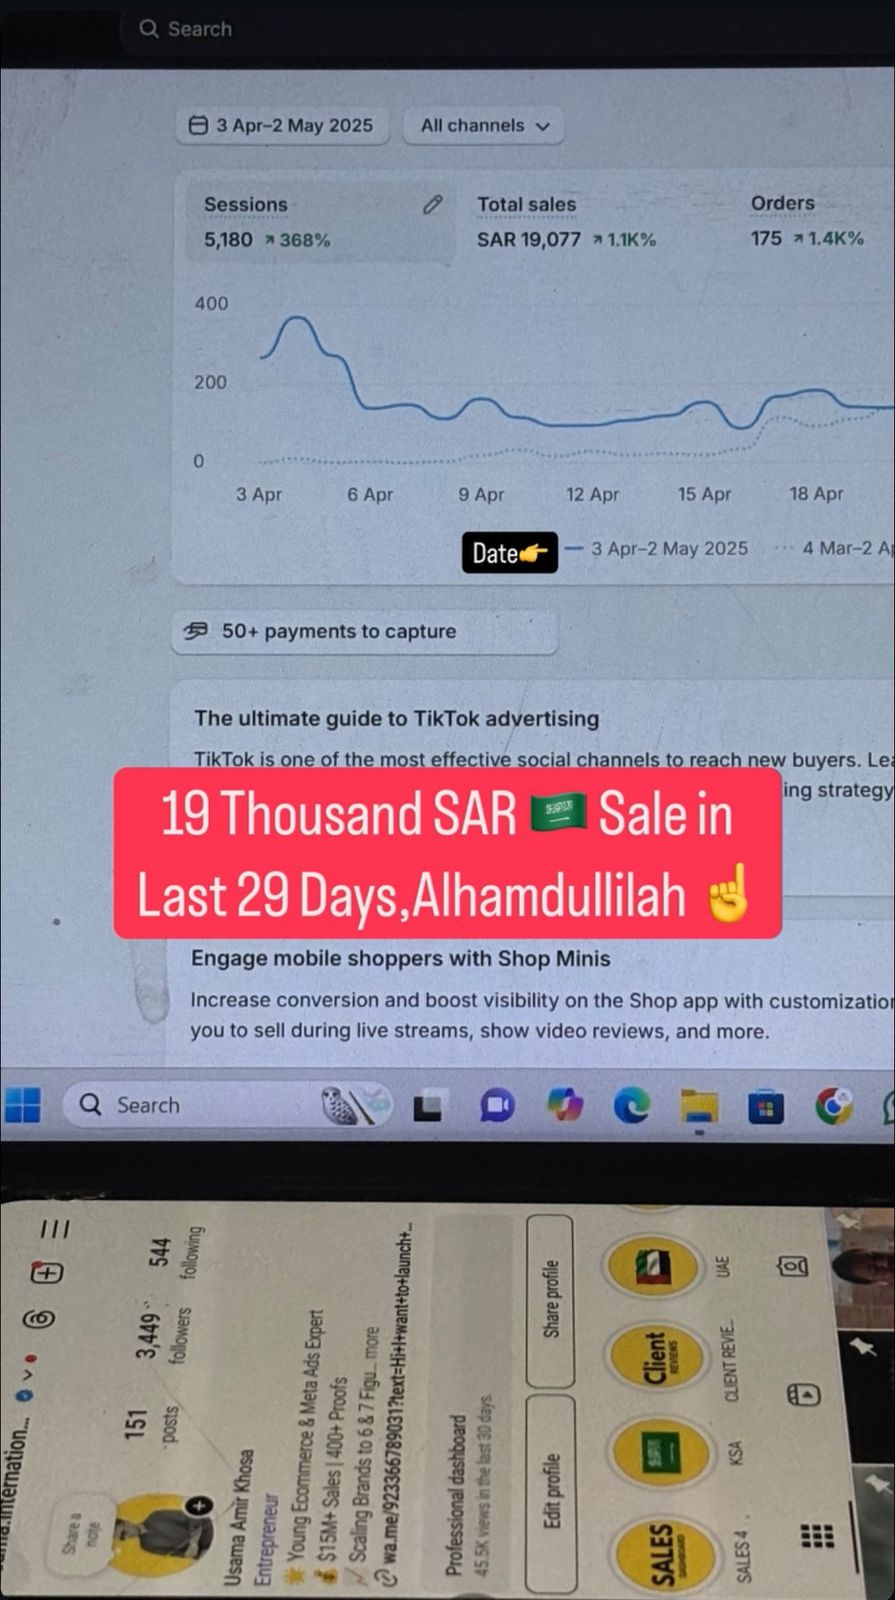 Search
3 Apr–2 May 2025
All channels
Sessions
5,180 368%
Total sales
SAR 19,077 1.1K%
Orders
175 1.4K%
400
200
0
3 Apr 6 Apr 9 Apr 12 Apr 15 Apr 18 Apr
Date👉
3 Apr–2 May 2025
4 Mar–2 Ap
50+ payments to capture
The ultimate guide to TikTok advertising
TikTok is one of the most effective social channels to reach new buyers. Lea
ing strategy
19 Thousand SAR 🇸🇦 Sale in
Last 29 Days,Alhamdullilah ☝
Engage mobile shoppers with Shop Minis
Increase conversion and boost visibility on the Shop app with customization
you to sell during live streams, show video reviews, and more.
Search
Share a
note
151
posts
3,449
followers
544
following
Usama Amir Khosa
Entrepreneur
Young Ecommerce & Meta Ads Expert
$15M+ Sales | 400+ Proofs
Scaling Brands to 6 & 7 Figu... more
wa.me/923366789031?text=Hi+I+want+to+launch+...
Professional dashboard
45.5K views in the last 30 days.
Edit profile
Share profile
SALES
DASHBOARD
Client
REVIEWS
SALES 4
KSA
CLIENT REVIE...
UAE